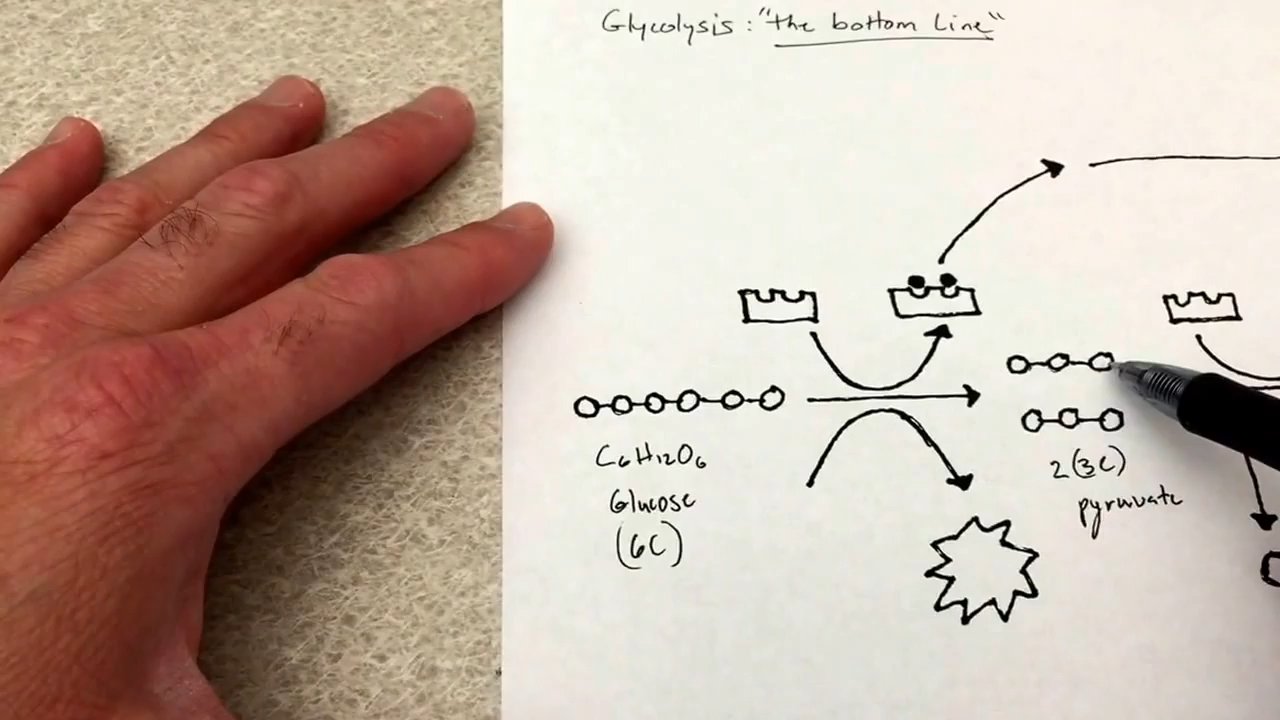 Glycolysis: "the bottom Line"
C6H12O6
Glucose
(6C)
2(3C)
pyruvate